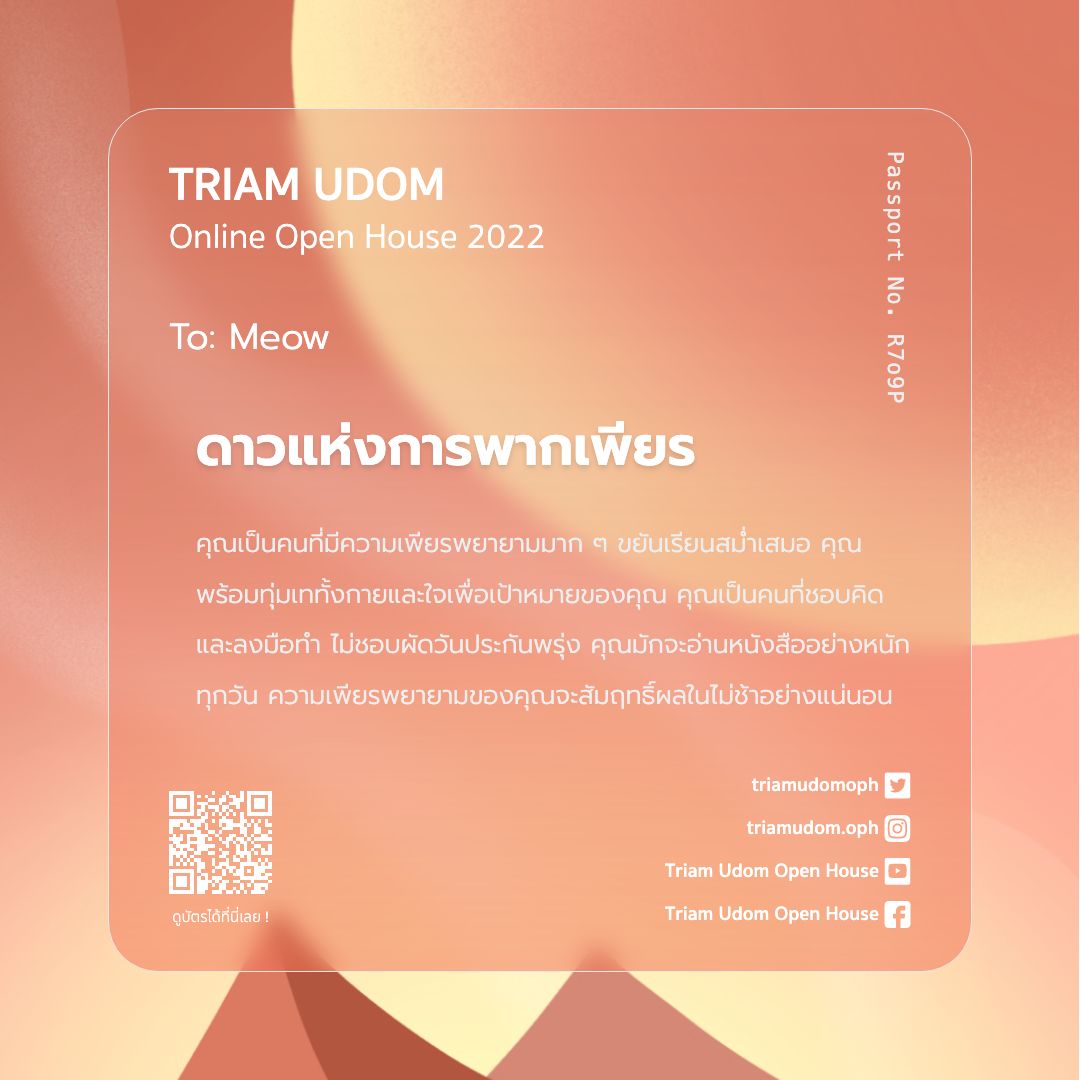 TRIAM UDOM
Online Open House 2022
Passport No. R7o9P
To: Meow
ดาวแห่งการพากเพียร
คุณเป็นคนที่มีความเพียรพยายามมาก ๆ ขยันเรียนสม่ำเสมอ คุณ
พร้อมทุ่มเททั้งกายและใจเพื่อเป้าหมายของคุณ คุณเป็นคนที่ชอบคิด
และลงมือทำ ไม่ชอบผัดวันประกันพรุ่ง คุณมักจะอ่านหนังสืออย่างหนัก
ทุกวัน ความเพียรพยายามของคุณจะสัมฤทธิ์ผลในไม่ช้าอย่างแน่นอน
triamudomoph
triamudom.oph
Triam Udom Open House
Triam Udom Open House
ดูบัตรได้ที่นี่เลย !